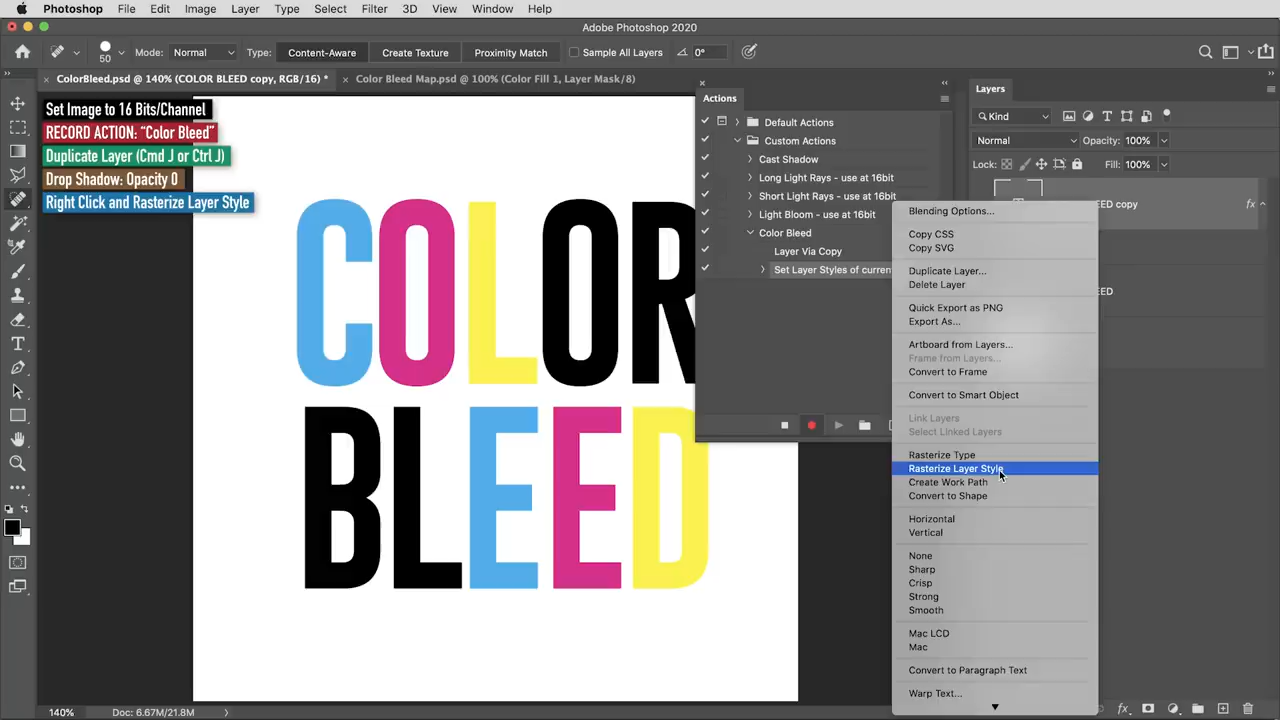 Photoshop File Edit Image Layer Type Select Filter 3D View Window Help
Adobe Photoshop 2020
50 Mode: Normal Type: Content-Aware Create Texture Proximity Match Sample All Layers 0°
× ColorBleed.psd @ 140% (COLOR BLEED copy, RGB/16) * × Color Bleed Map.psd @ 100% (Color Fill 1, Layer Mask/8)
Set Image to 16 Bits/Channel
RECORD ACTION: “Color Bleed”
Duplicate Layer (Cmd J or Ctrl J)
Drop Shadow: Opacity 0
Right Click and Rasterize Layer Style
COLOR
BLEED
Actions
Default Actions
Custom Actions
Cast Shadow
Long Light Rays - use at 16bit
Short Light Rays - use at 16bit
Light Bloom - use at 16bit
Color Bleed
Layer Via Copy
Set Layer Styles of curren
Layers
Kind
Normal Opacity: 100%
Lock: Fill: 100%
EED copy fx
EED
Blending Options...
Copy CSS
Copy SVG
Duplicate Layer...
Delete Layer
Quick Export as PNG
Export As...
Artboard from Layers...
Frame from Layers...
Convert to Frame
Convert to Smart Object
Link Layers
Select Linked Layers
Rasterize Type
Rasterize Layer Style
Create Work Path
Convert to Shape
Horizontal
Vertical
None
Sharp
Crisp
Strong
Smooth
Mac LCD
Mac
Convert to Paragraph Text
Warp Text...
140% Doc: 6.67M/21.8M
fx